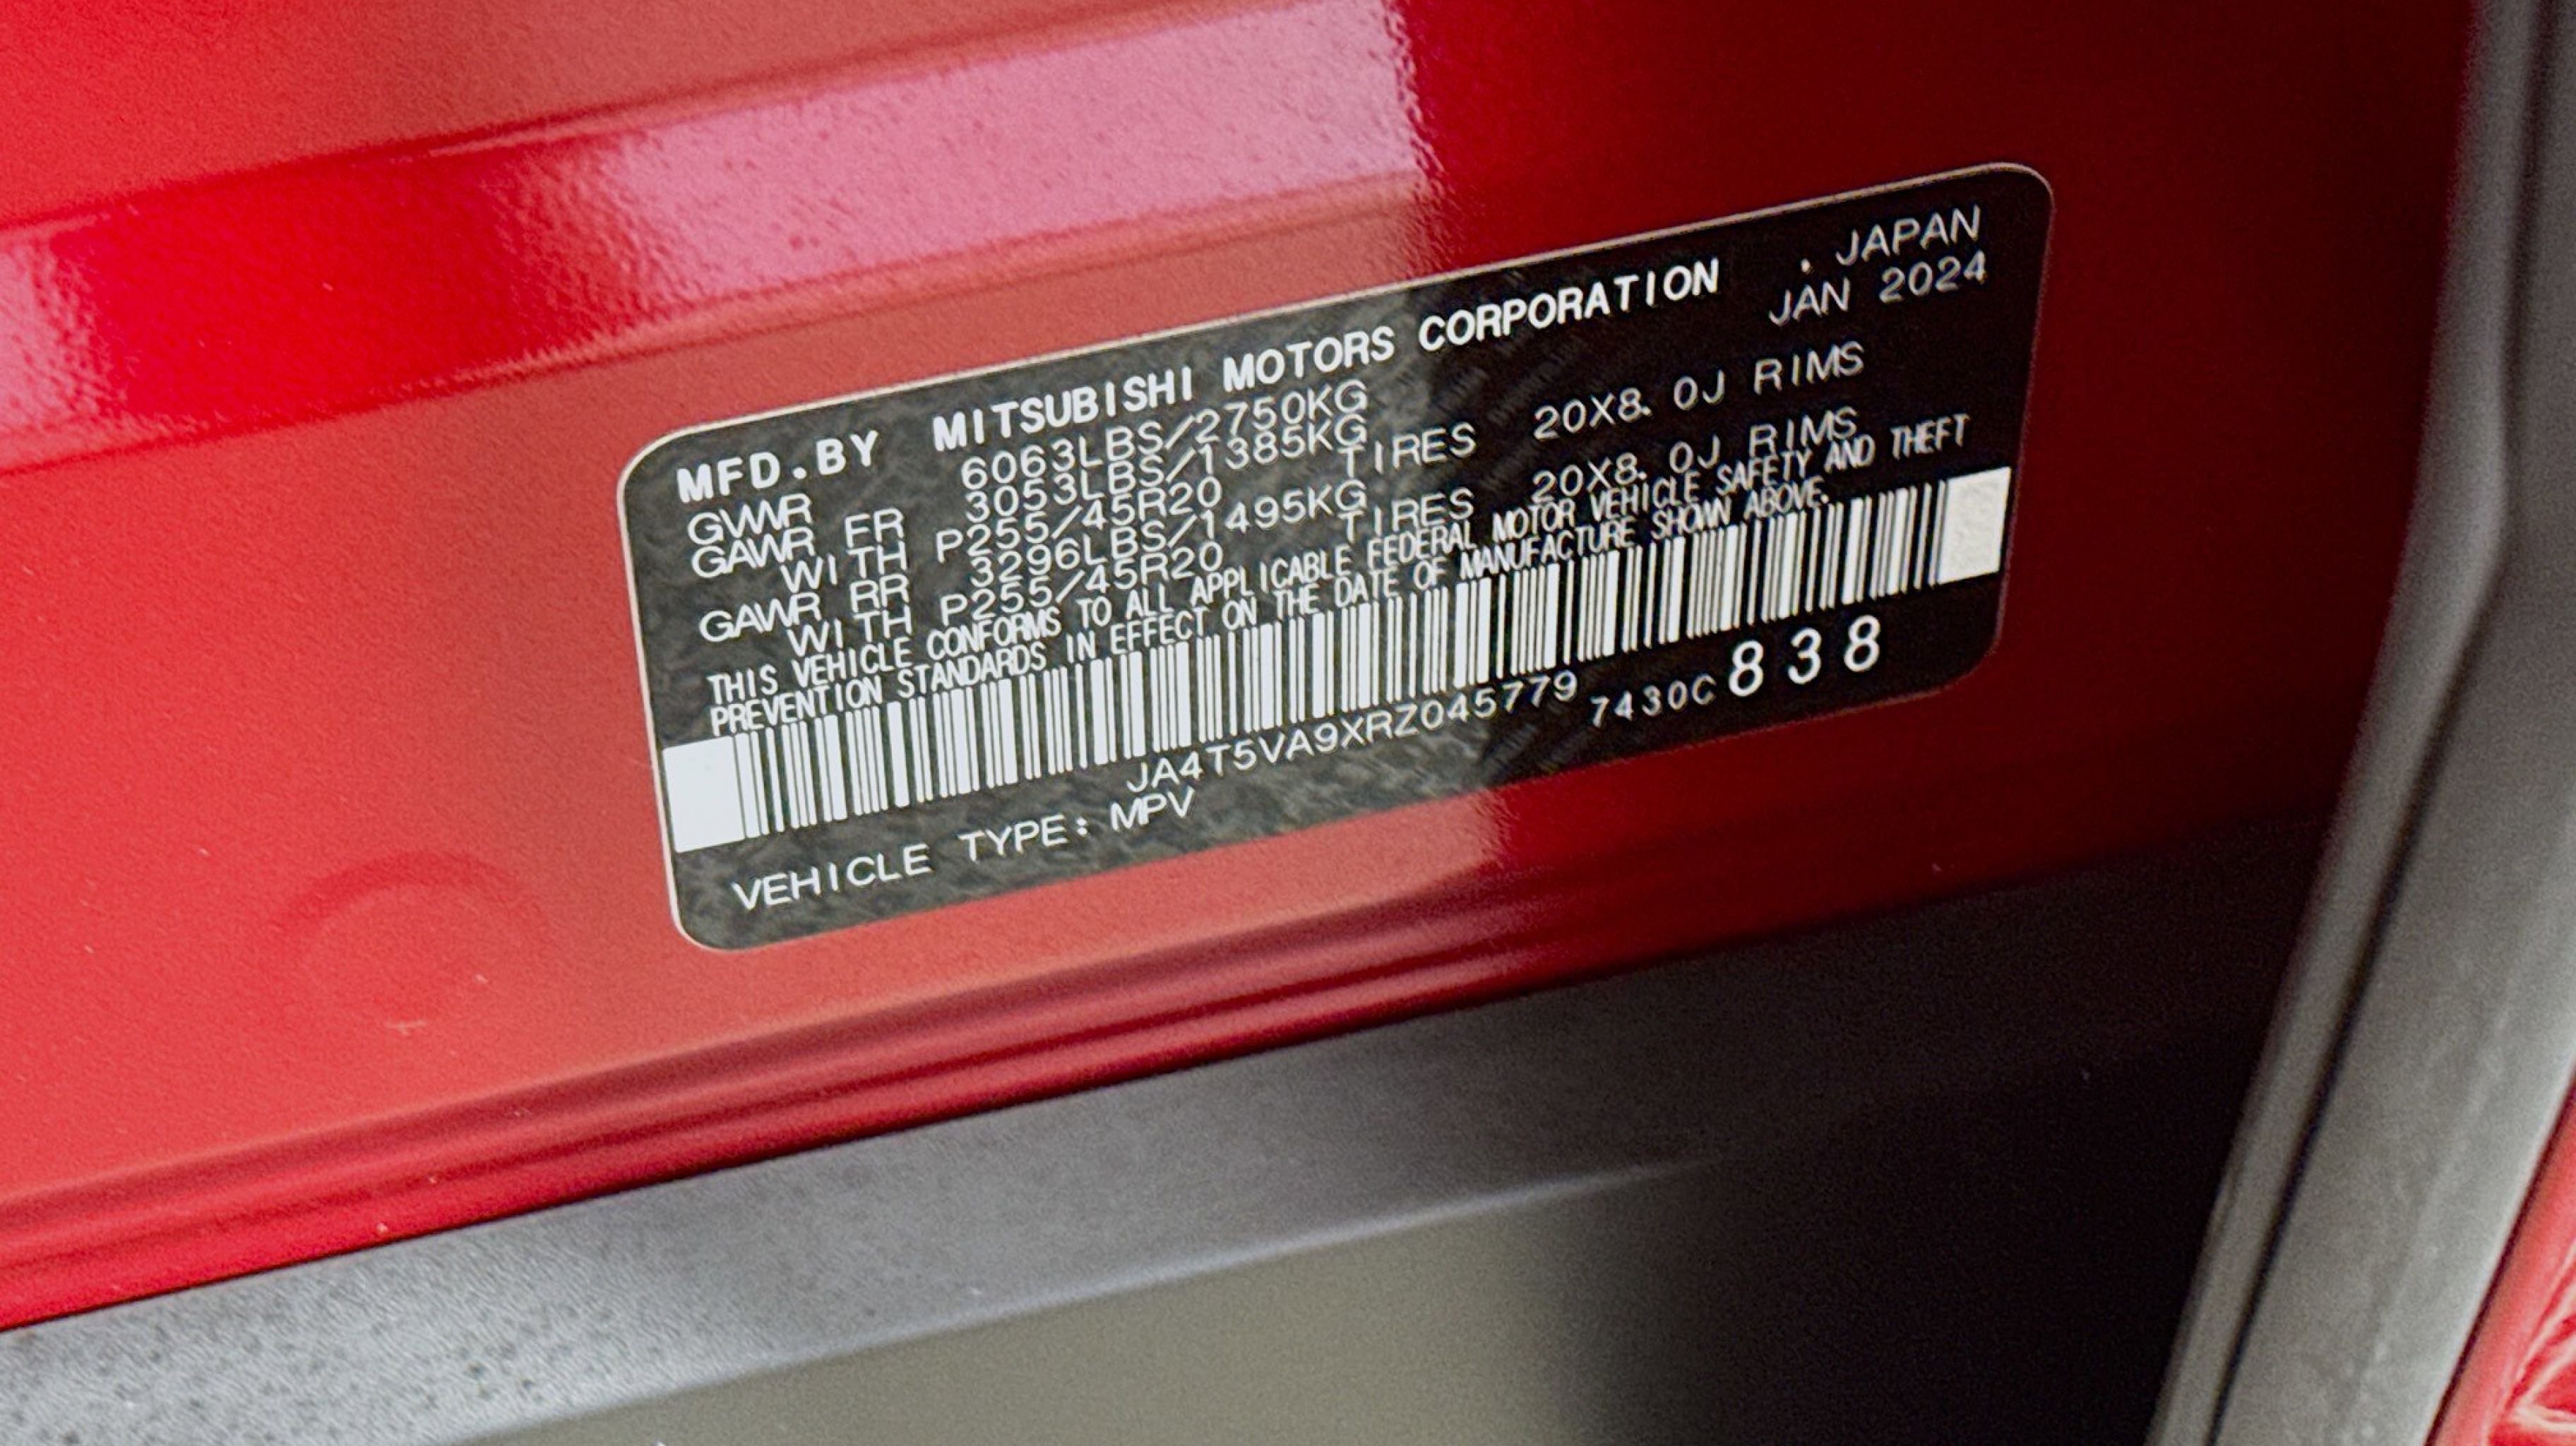 MFD.BY MITSUBISHI MOTORS CORPORATION . JAPAN
JAN 2024
GVWR 6063LBS/2750KG
GAWR FR 3053LBS/1385KG
WITH P255/45R20 TIRES 20X8.0J RIMS
GAWR RR 3296LBS/1495KG
WITH P255/45R20 TIRES 20X8.0J RIMS
THIS VEHICLE CONFORMS TO ALL APPLICABLE FEDERAL MOTOR VEHICLE SAFETY AND THEFT
PREVENTION STANDARDS IN EFFECT ON THE DATE OF MANUFACTURE SHOWN ABOVE.
JA4T5VA9XRZ045779 7430C 838
VEHICLE TYPE: MPV